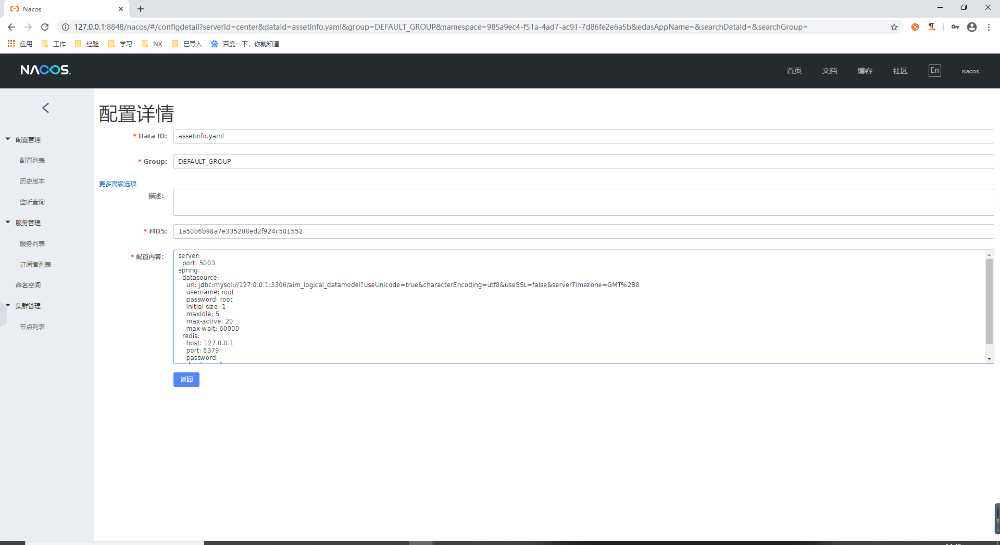 Nacos
127.0.0.1:8848/nacos/#/configdetail?serverId=center&dataId=assetinfo.yaml&group=DEFAULT_GROUP&namespace=985a9ec4-f51a-4ad7-ac91-7d86fe2e6a5b&edasAppName=&searchDataId=&searchGroup=
应用 工作 经验 学习 NX 已导入 百度一下，你就知道
NACOS. 首页 文档 博客 社区 En nacos
配置管理
配置列表
历史版本
监听查询
服务管理
服务列表
订阅者列表
命名空间
集群管理
节点列表
配置详情
* Data ID: assetinfo.yaml
* Group: DEFAULT_GROUP
更多高级选项
描述:
* MD5: 1a50b6b98a7e335208ed2f924c501552
* 配置内容:
server:
  port: 5003
spring:
  datasource:
    url: jdbc:mysql://127.0.0.1:3306/aim_logical_datamodel?useUnicode=true&characterEncoding=utf8&useSSL=false&serverTimezone=GMT%2B8
    username: root
    password: root
    initial-size: 1
    maxIdle: 5
    max-active: 20
    max-wait: 60000
  redis:
    host: 127.0.0.1
    port: 6379
    password:
返回